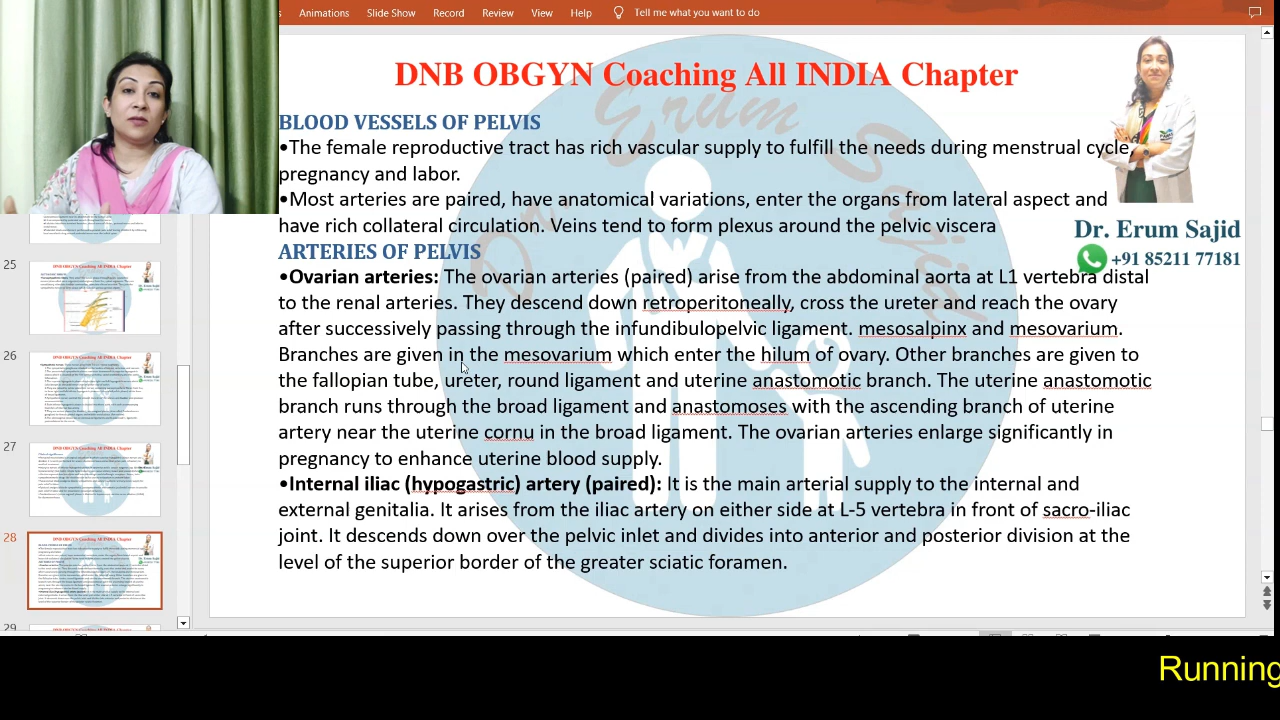 Animations Slide Show Record Review View Help Tell me what you want to do
DNB OBGYN Coaching All INDIA Chapter
BLOOD VESSELS OF PELVIS
•The female reproductive tract has rich vascular supply to fulfill the needs during menstrual cycle,
pregnancy and labor.
•Most arteries are paired, have anatomical variations, enter the organs from lateral aspect and
have rich collateral circulation. Veins tend to form plexus around the pelvic viscera
ARTERIES OF PELVIS
•Ovarian arteries: The ovarian arteries (paired) arise from the abdominal aorta at L1 vertebra distal
to the renal arteries. They descend down retroperitoneally, cross the ureter and reach the ovary
after successively passing through the infundibulopelvic ligament. mesosalpinx and mesovarium.
Branches are given in the mesovarium which enter the hilum of ovary. Other branches are given to
the fallopian tube, ureter, round ligament and uterine anastomotic branch. The uterine anastomotic
branch runs through the broad ligament and anastomoses with the ascending branch of uterine
artery near the uterine cornu in the broad ligament. The ovarian arteries enlarge significantly in
pregnancy to enhance uterine blood supply.
•Internal iliac (hypogastric artery (paired): It is the main arterial supply to the internal and
external genitalia. It arises from the iliac artery on either side at L-5 vertebra in front of sacro-iliac
joint. It descends down over the pelvic inlet and divides into anterior and posterior division at the
level of the superior border of the greater sciatic foramen.
Dr. Erum Sajid
+91 85211 77181
Erum
25
26
27
28
29
Running